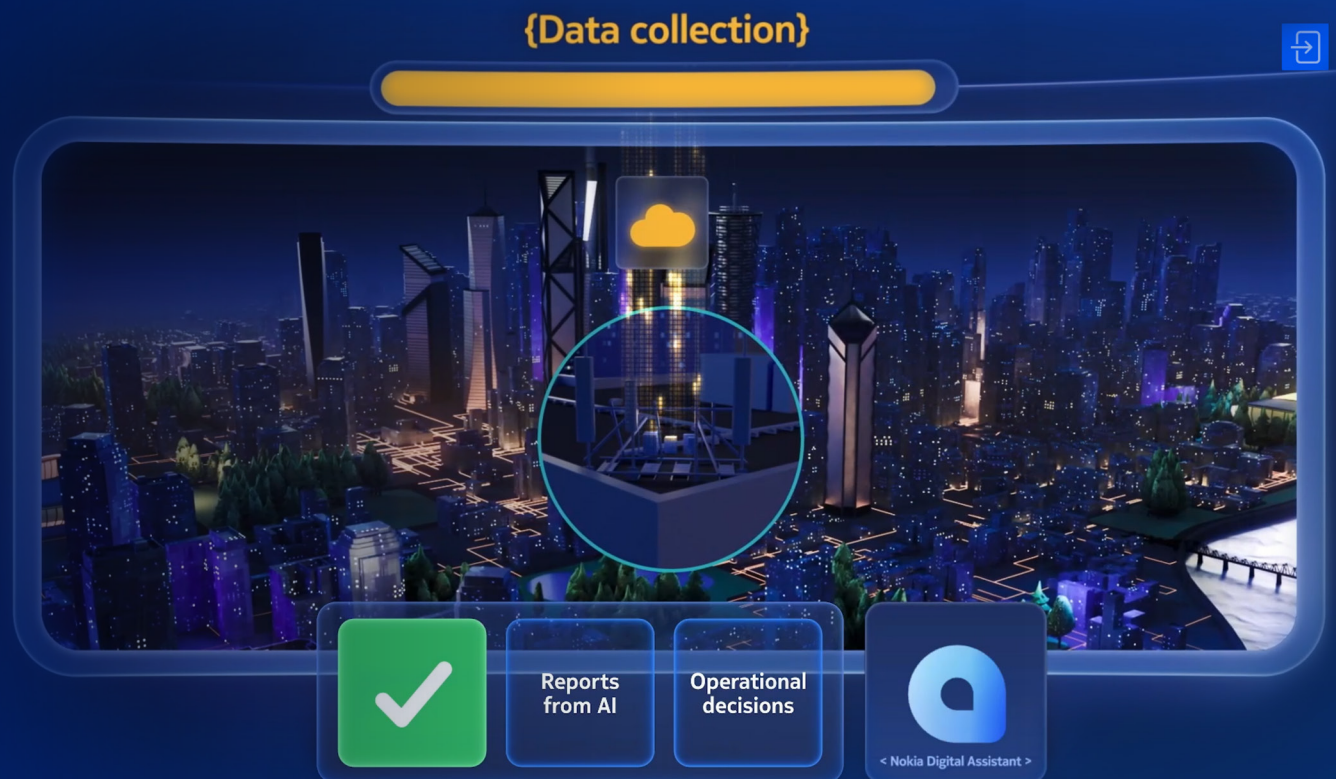 {Data collection}
Reports
from AI
Operational
decisions
< Nokia Digital Assistant >